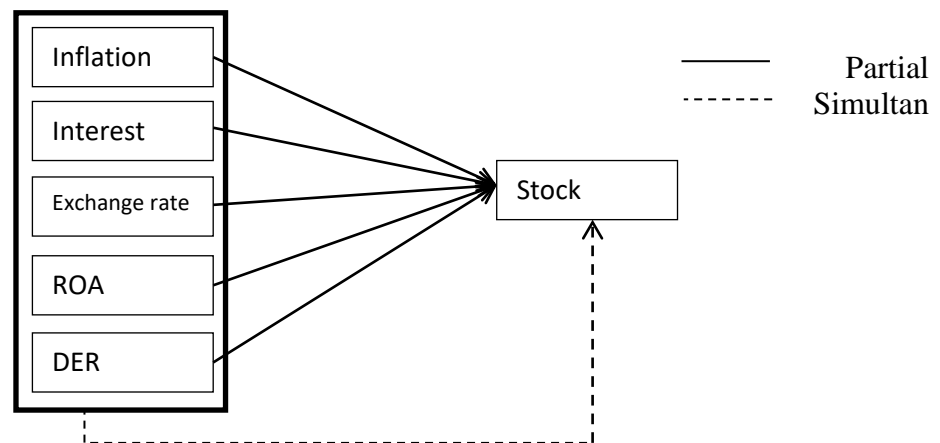 Inflation
Interest
Exchange rate
ROA
DER
Stock
Partial
Simultan